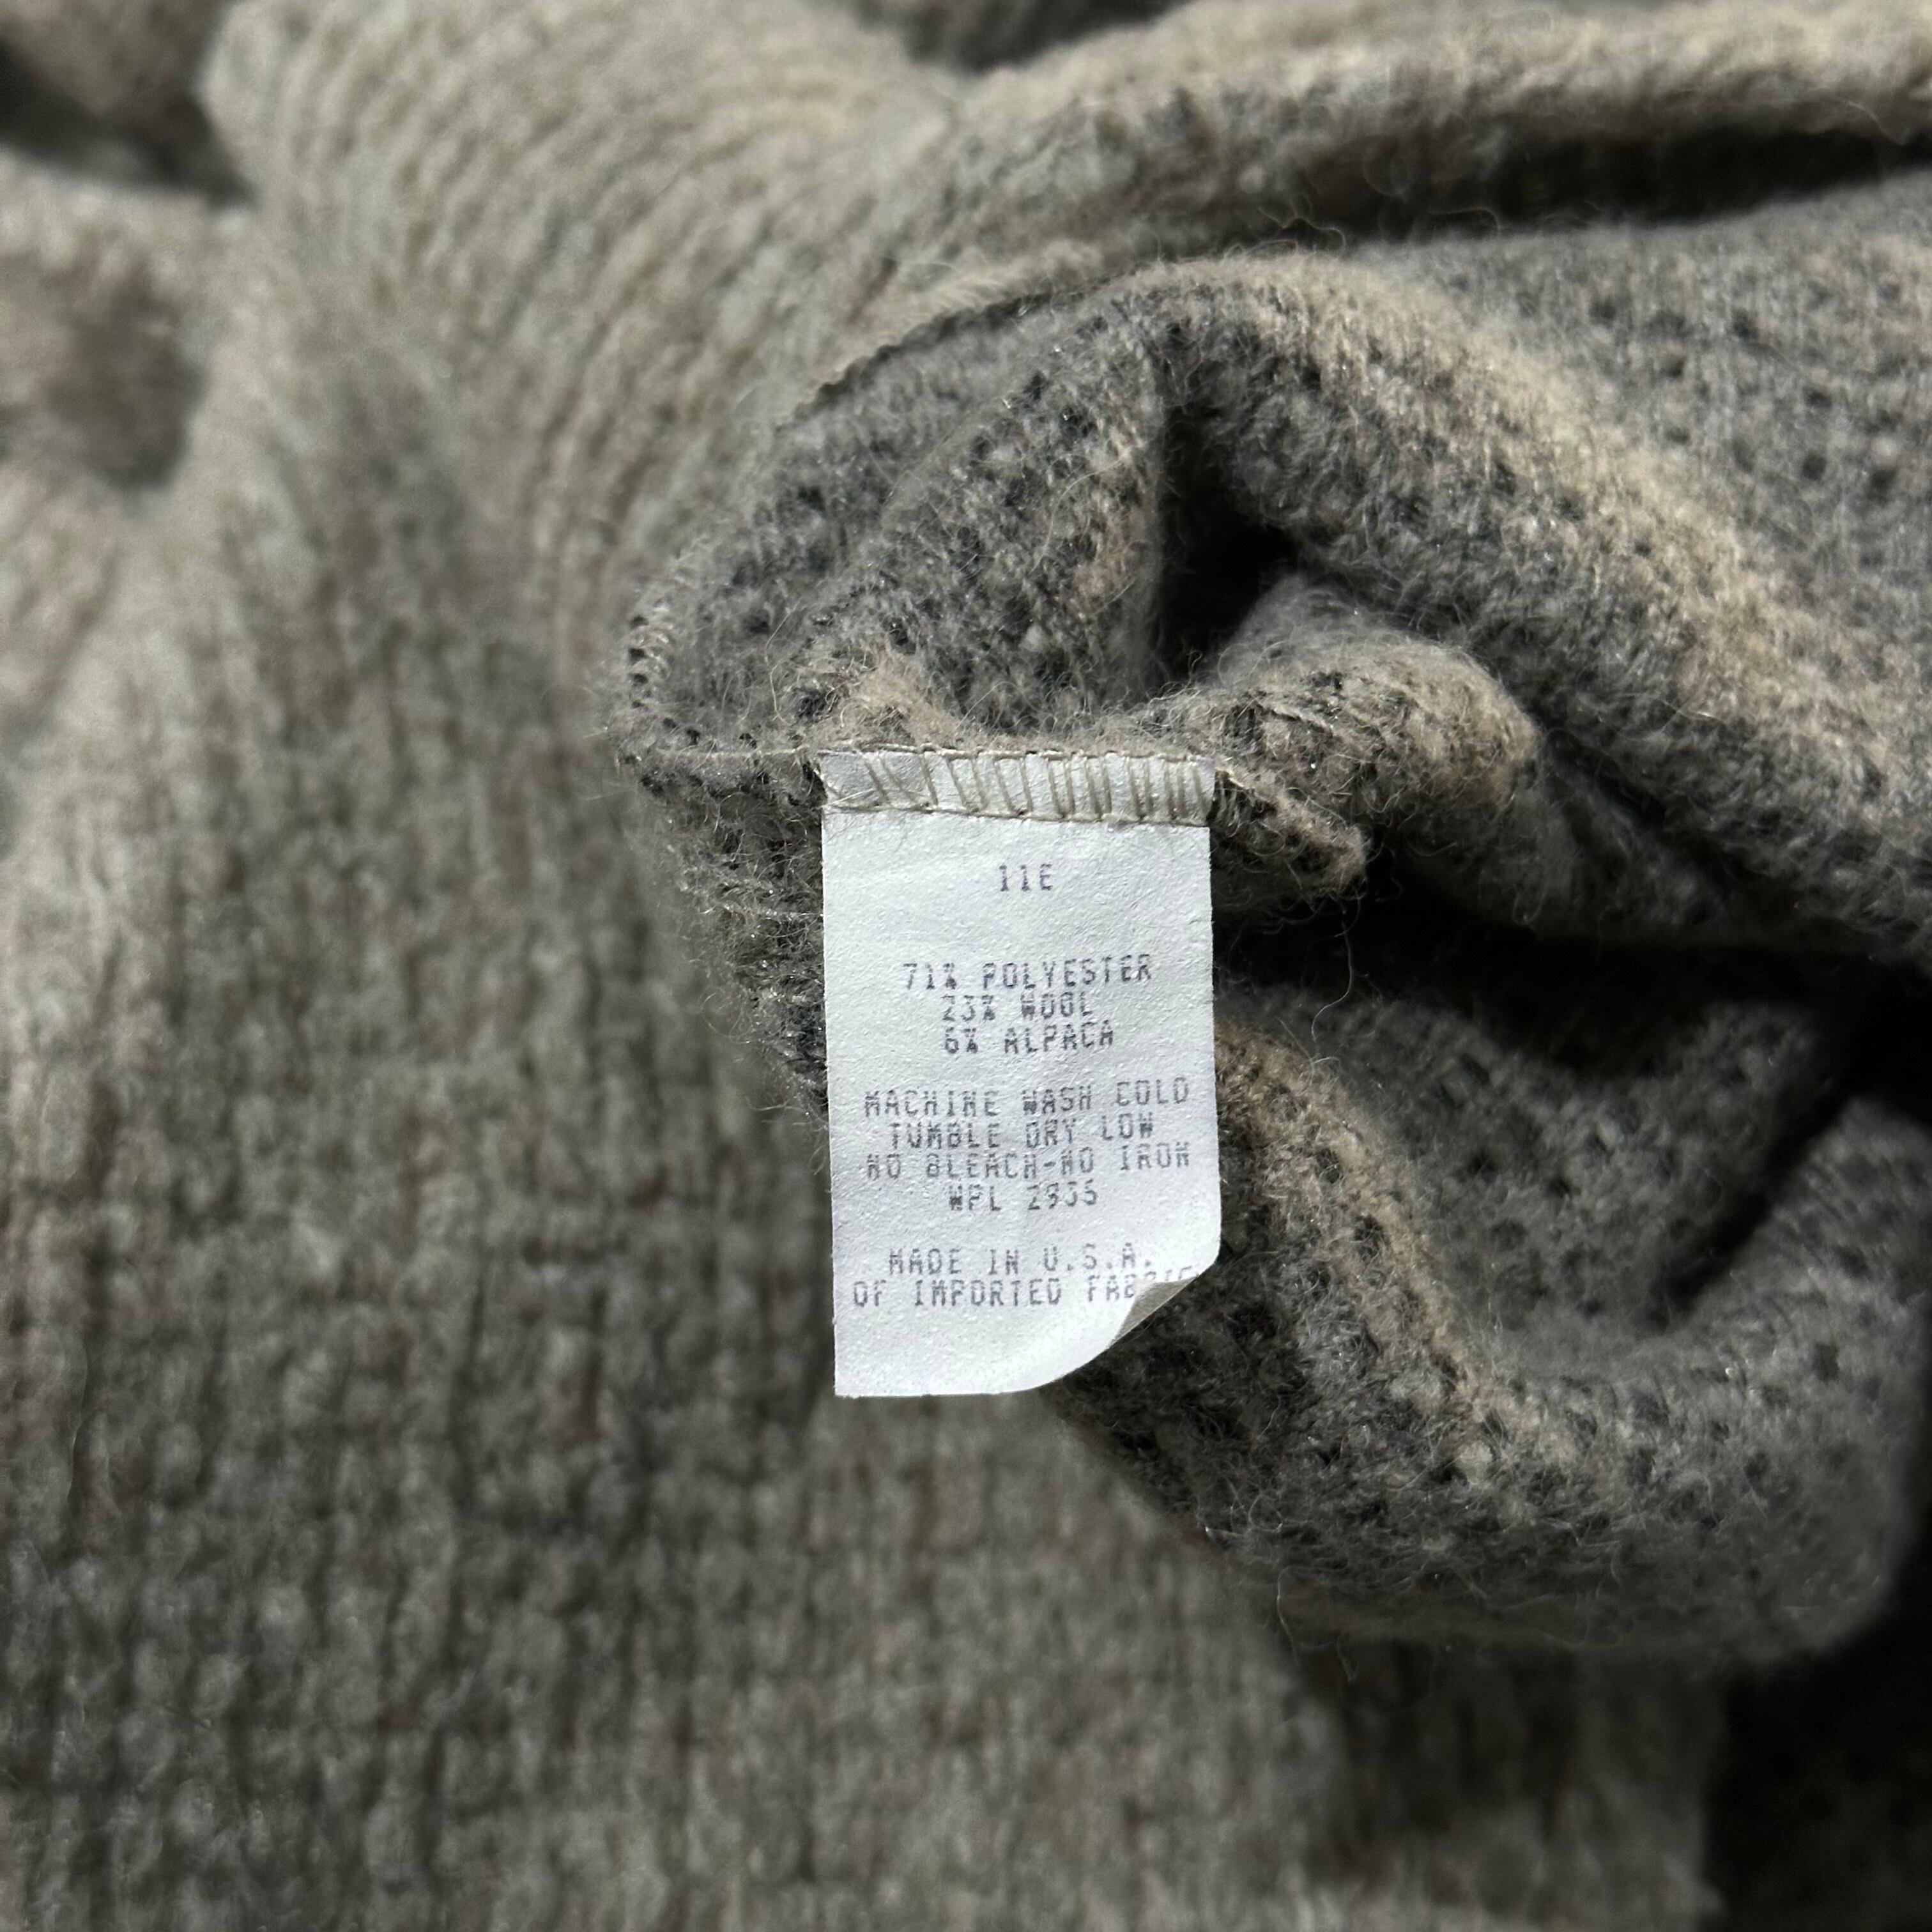 11E
71% POLYESTER
23% WOOL
6% ALPACA
MACHINE WASH COLD
TUMBLE DRY LOW
NO BLEACH-NO IRON
WPL
MADE IN U.S.A.
OF IMPORTED FABRIC